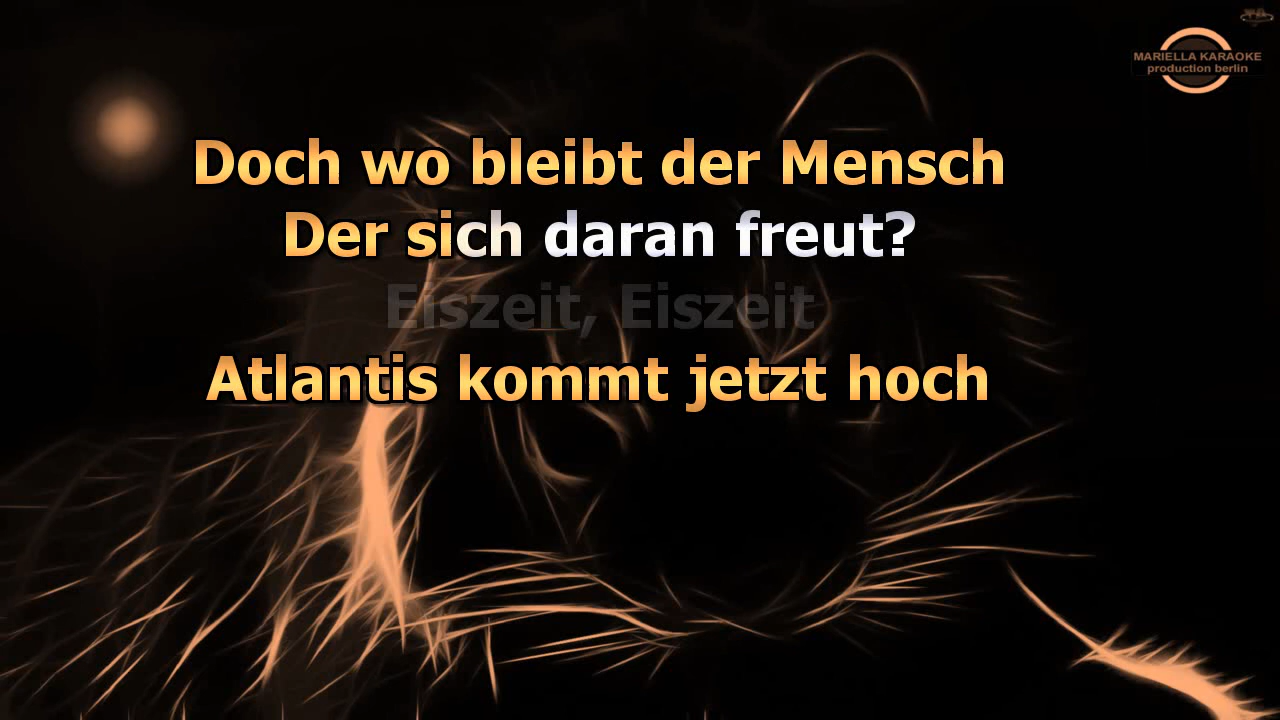 MARIELLA KARAOKE
production berlin
Doch wo bleibt der Mensch
Der sich daran freut?
Eiszeit, Eiszeit
Atlantis kommt jetzt hoch